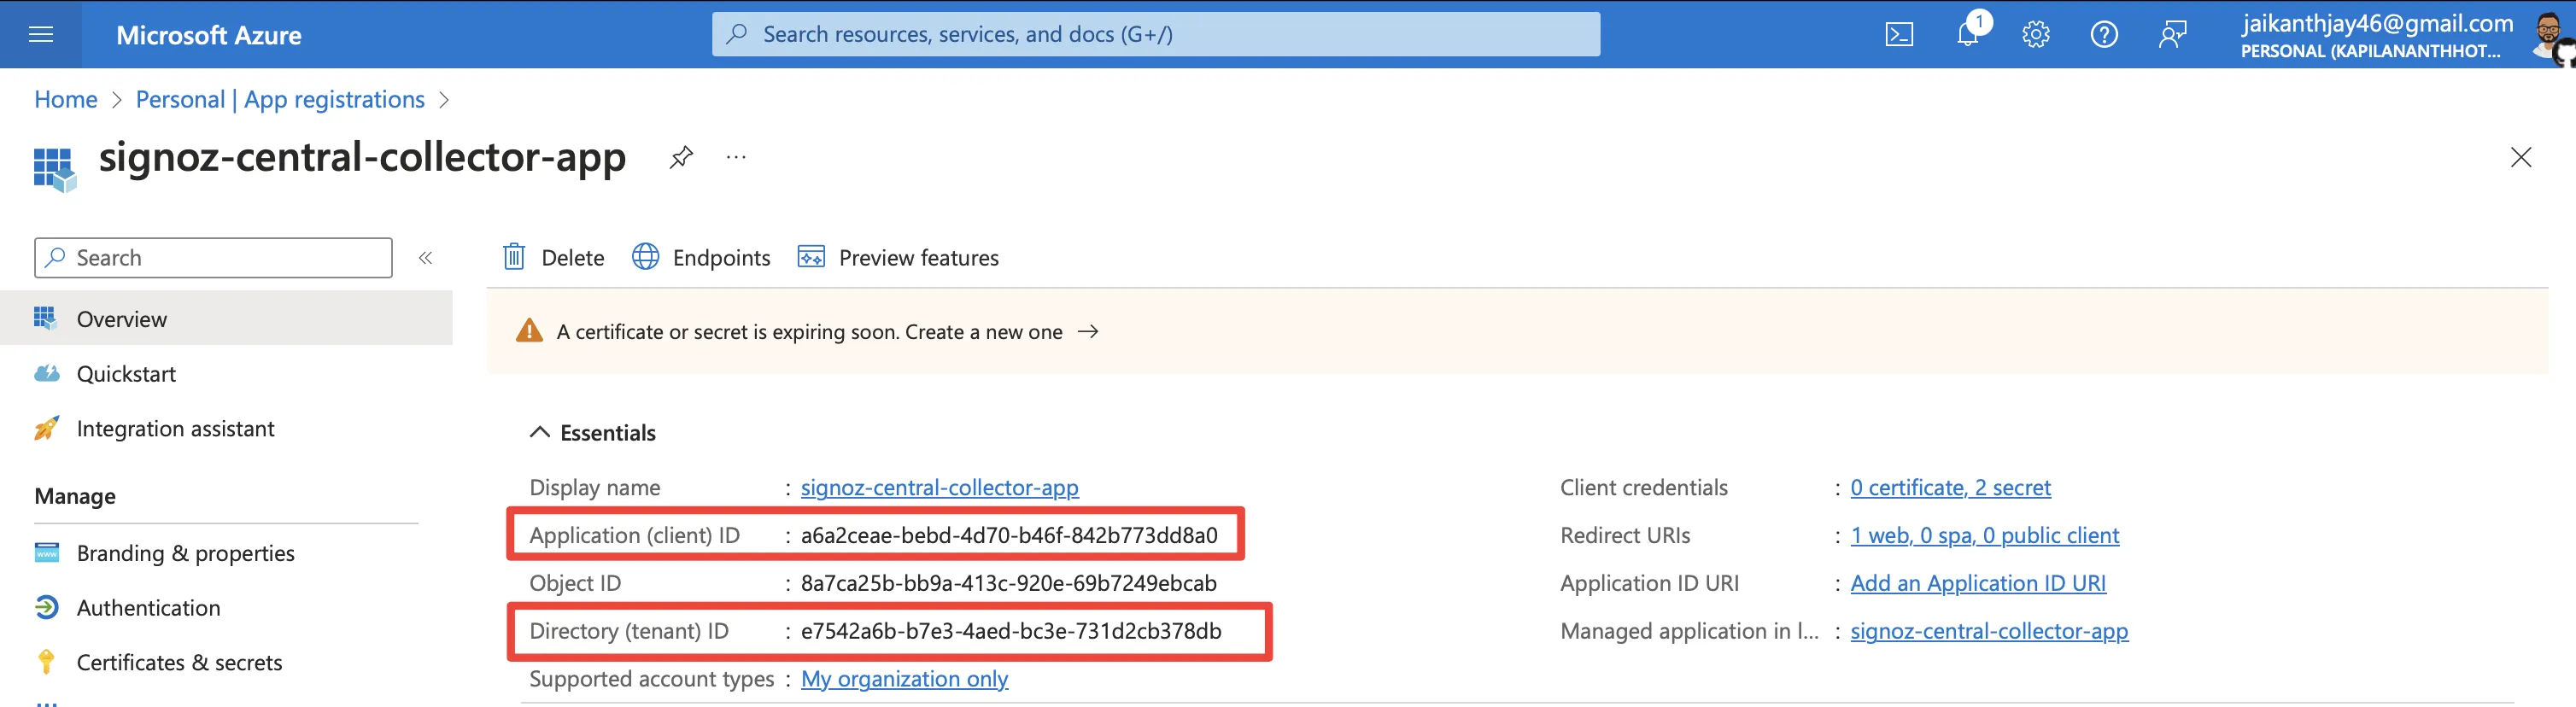 Microsoft Azure
Search resources, services, and docs (G+/)
1
jaikanthjay46@gmail.com
PERSONAL (KAPILANANTHHOT...
Home > Personal | App registrations >
signoz-central-collector-app
...
Search
«
Delete
Endpoints
Preview features
Overview
Quickstart
Integration assistant
Manage
Branding & properties
Authentication
Certificates & secrets
A certificate or secret is expiring soon. Create a new one →
Essentials
Display name : signoz-central-collector-app
Application (client) ID : a6a2ceae-bebd-4d70-b46f-842b773dd8a0
Object ID : 8a7ca25b-bb9a-413c-920e-69b7249ebcab
Directory (tenant) ID : e7542a6b-b7e3-4aed-bc3e-731d2cb378db
Supported account types : My organization only
Client credentials : 0 certificate, 2 secret
Redirect URIs : 1 web, 0 spa, 0 public client
Application ID URI : Add an Application ID URI
Managed application in l... : signoz-central-collector-app